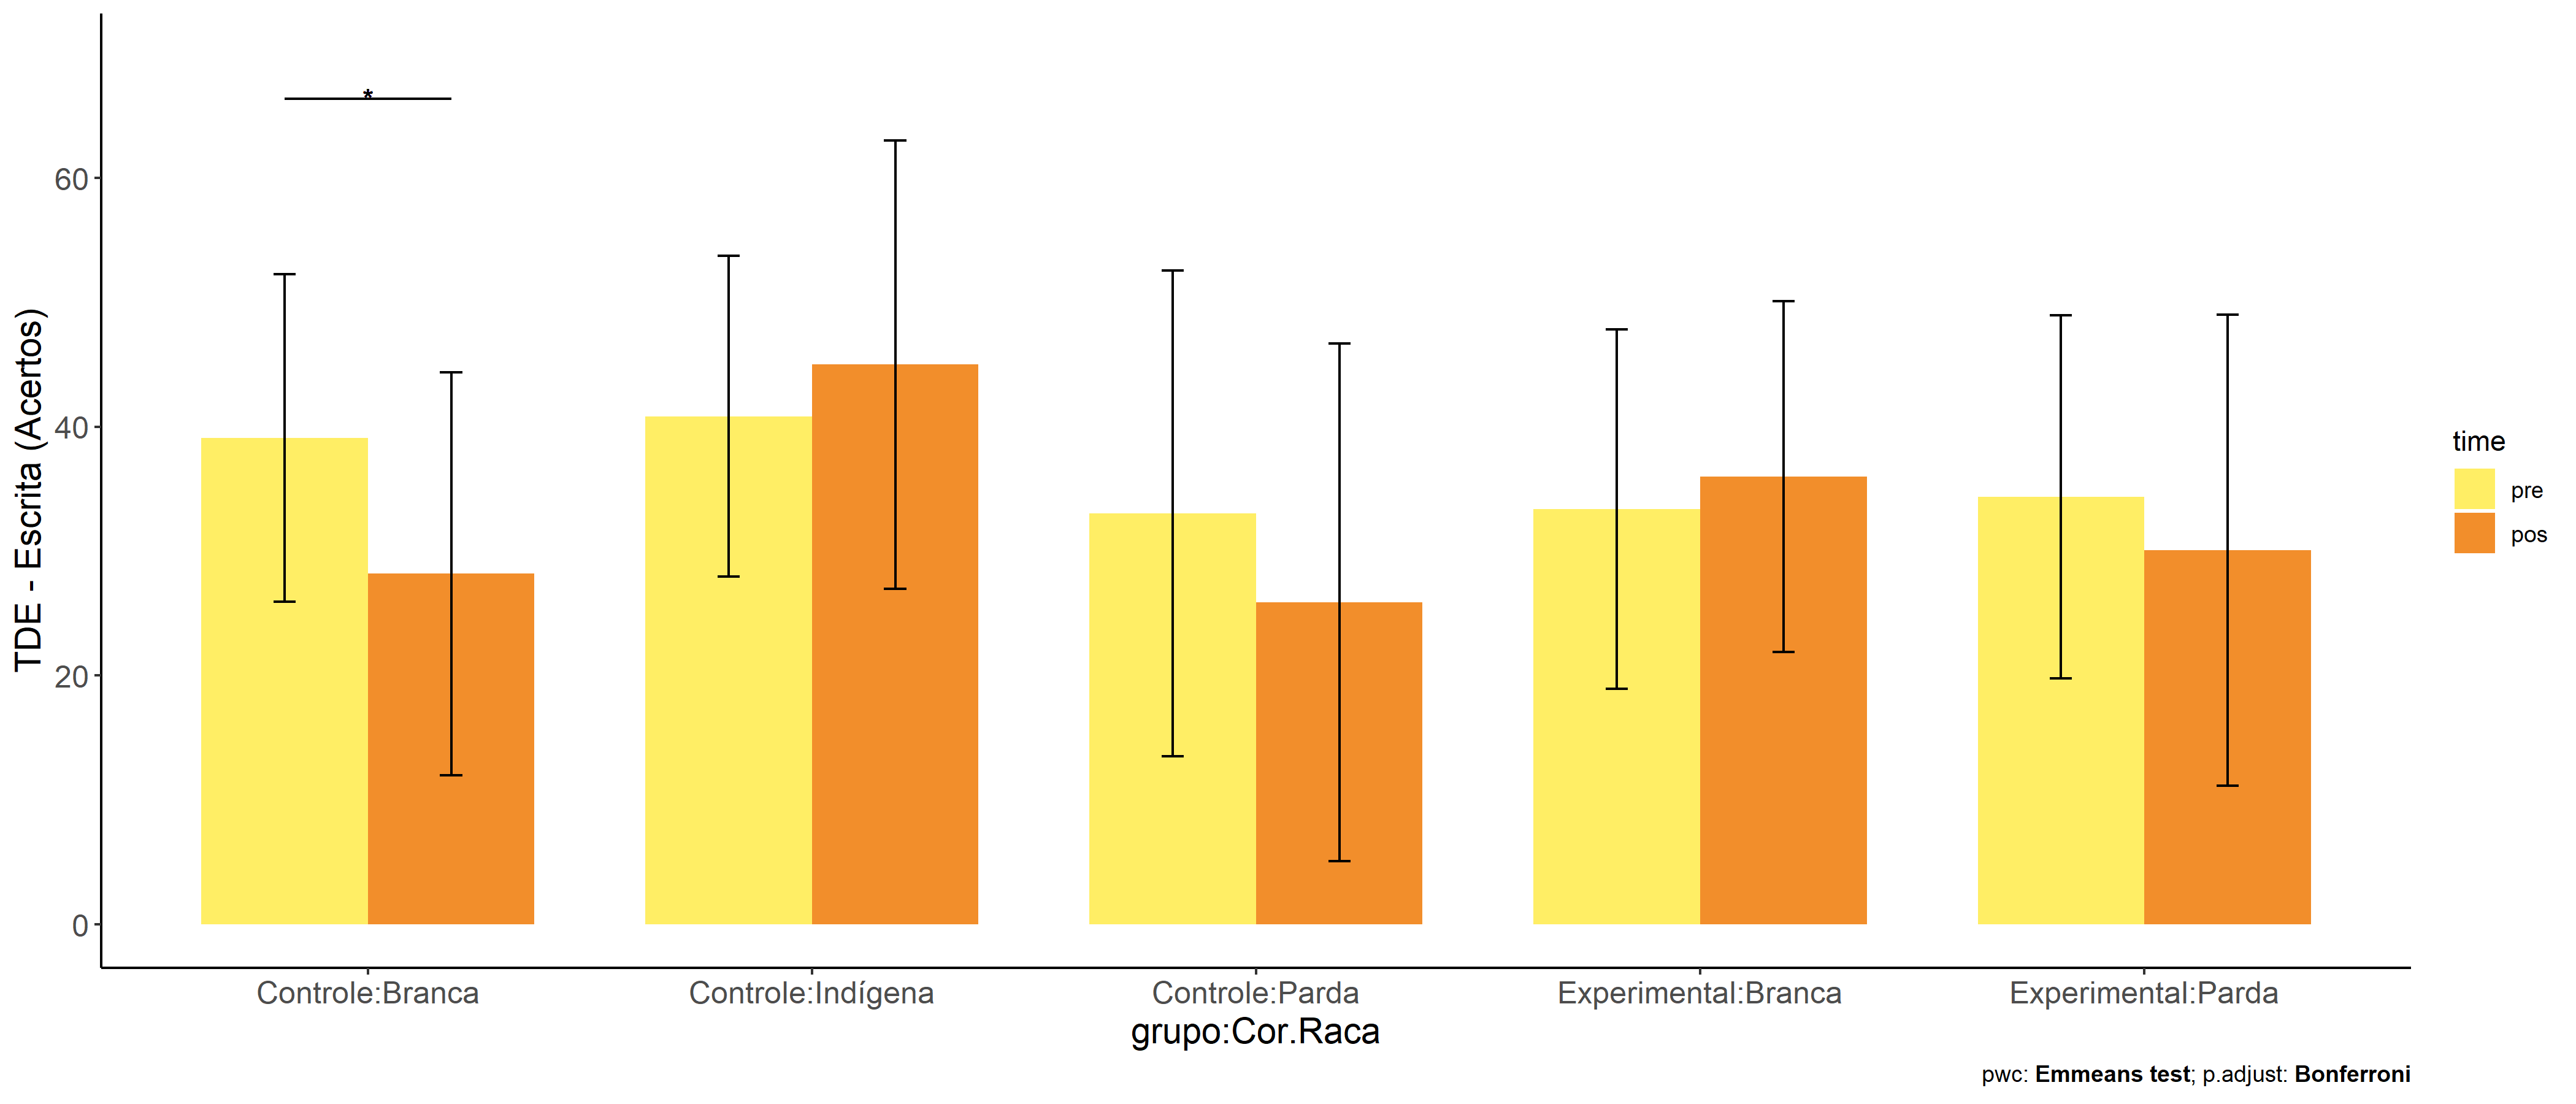 TDE - Escrita (Acertos)
60
40
20
0
*
Controle:Branca
Controle:Indígena
Controle:Parda
Experimental:Branca
Experimental:Parda
grupo:Cor.Raca
time
pre
pos
pwc: Emmeans test; p.adjust: Bonferroni